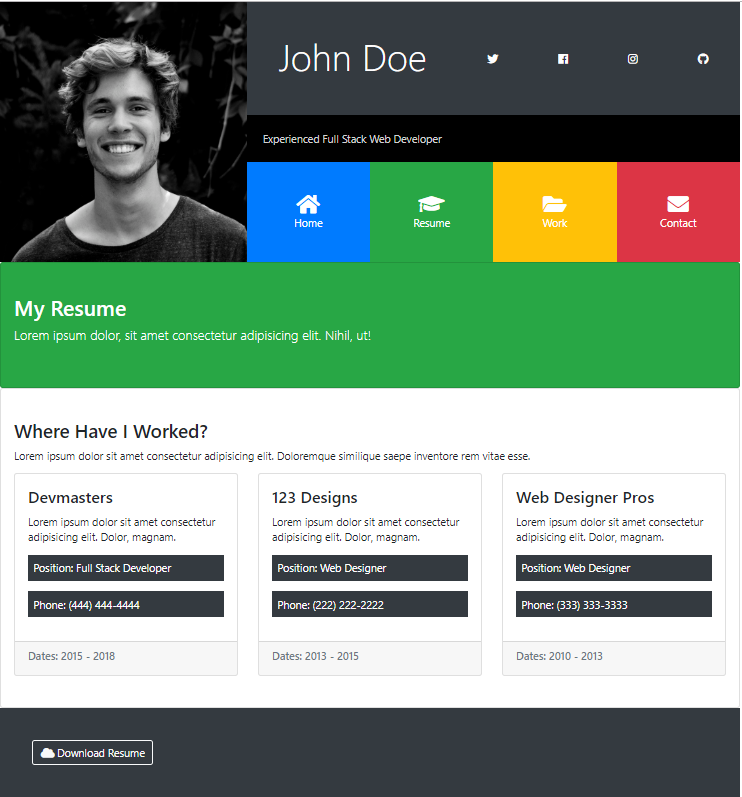 John Doe
Experienced Full Stack Web Developer
Home
Resume
Work
Contact
My Resume
Lorem ipsum dolor, sit amet consectetur adipisicing elit. Nihil, ut!
Where Have I Worked?
Lorem ipsum dolor sit amet consectetur adipisicing elit. Doloremque similique saepe inventore rem vitae esse.
Devmasters
Lorem ipsum dolor sit amet consectetur
adipisicing elit. Dolor, magnam.
Position: Full Stack Developer
Phone: (444) 444-4444
Dates: 2015 - 2018
123 Designs
Lorem ipsum dolor sit amet consectetur
adipisicing elit. Dolor, magnam.
Position: Web Designer
Phone: (222) 222-2222
Dates: 2013 - 2015
Web Designer Pros
Lorem ipsum dolor sit amet consectetur
adipisicing elit. Dolor, magnam.
Position: Web Designer
Phone: (333) 333-3333
Dates: 2010 - 2013
Download Resume